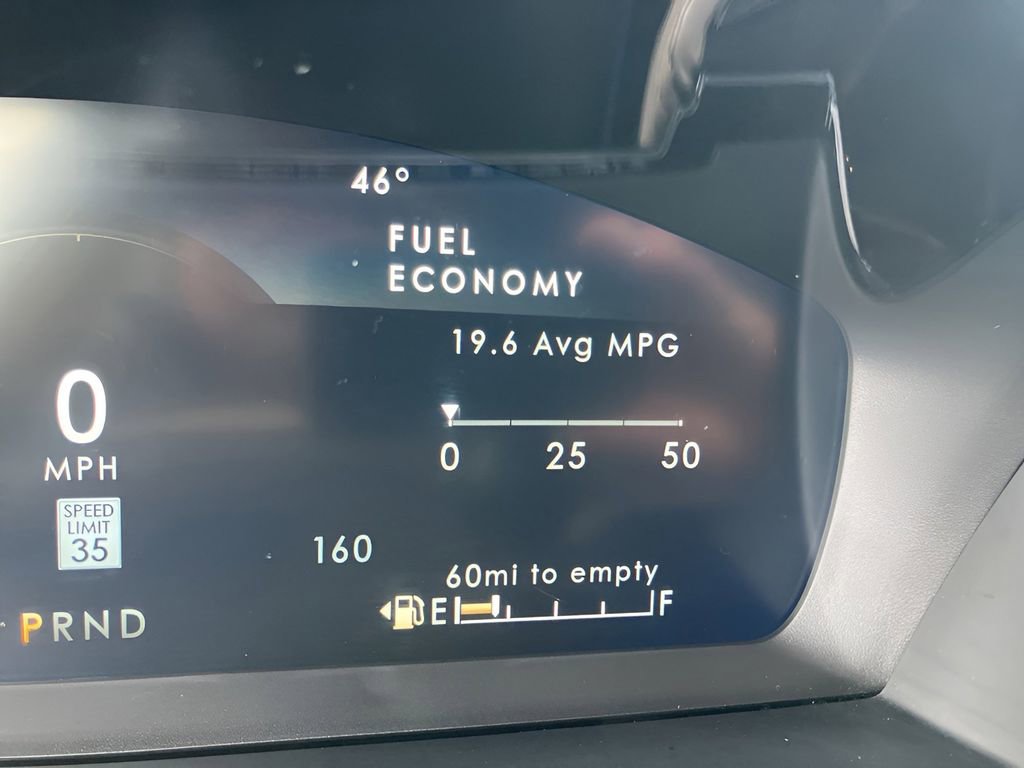 46°
FUEL
ECONOMY
19.6 Avg MPG
0 25 50
0
MPH
SPEED
LIMIT
35
160
60mi to empty
E F
PRND